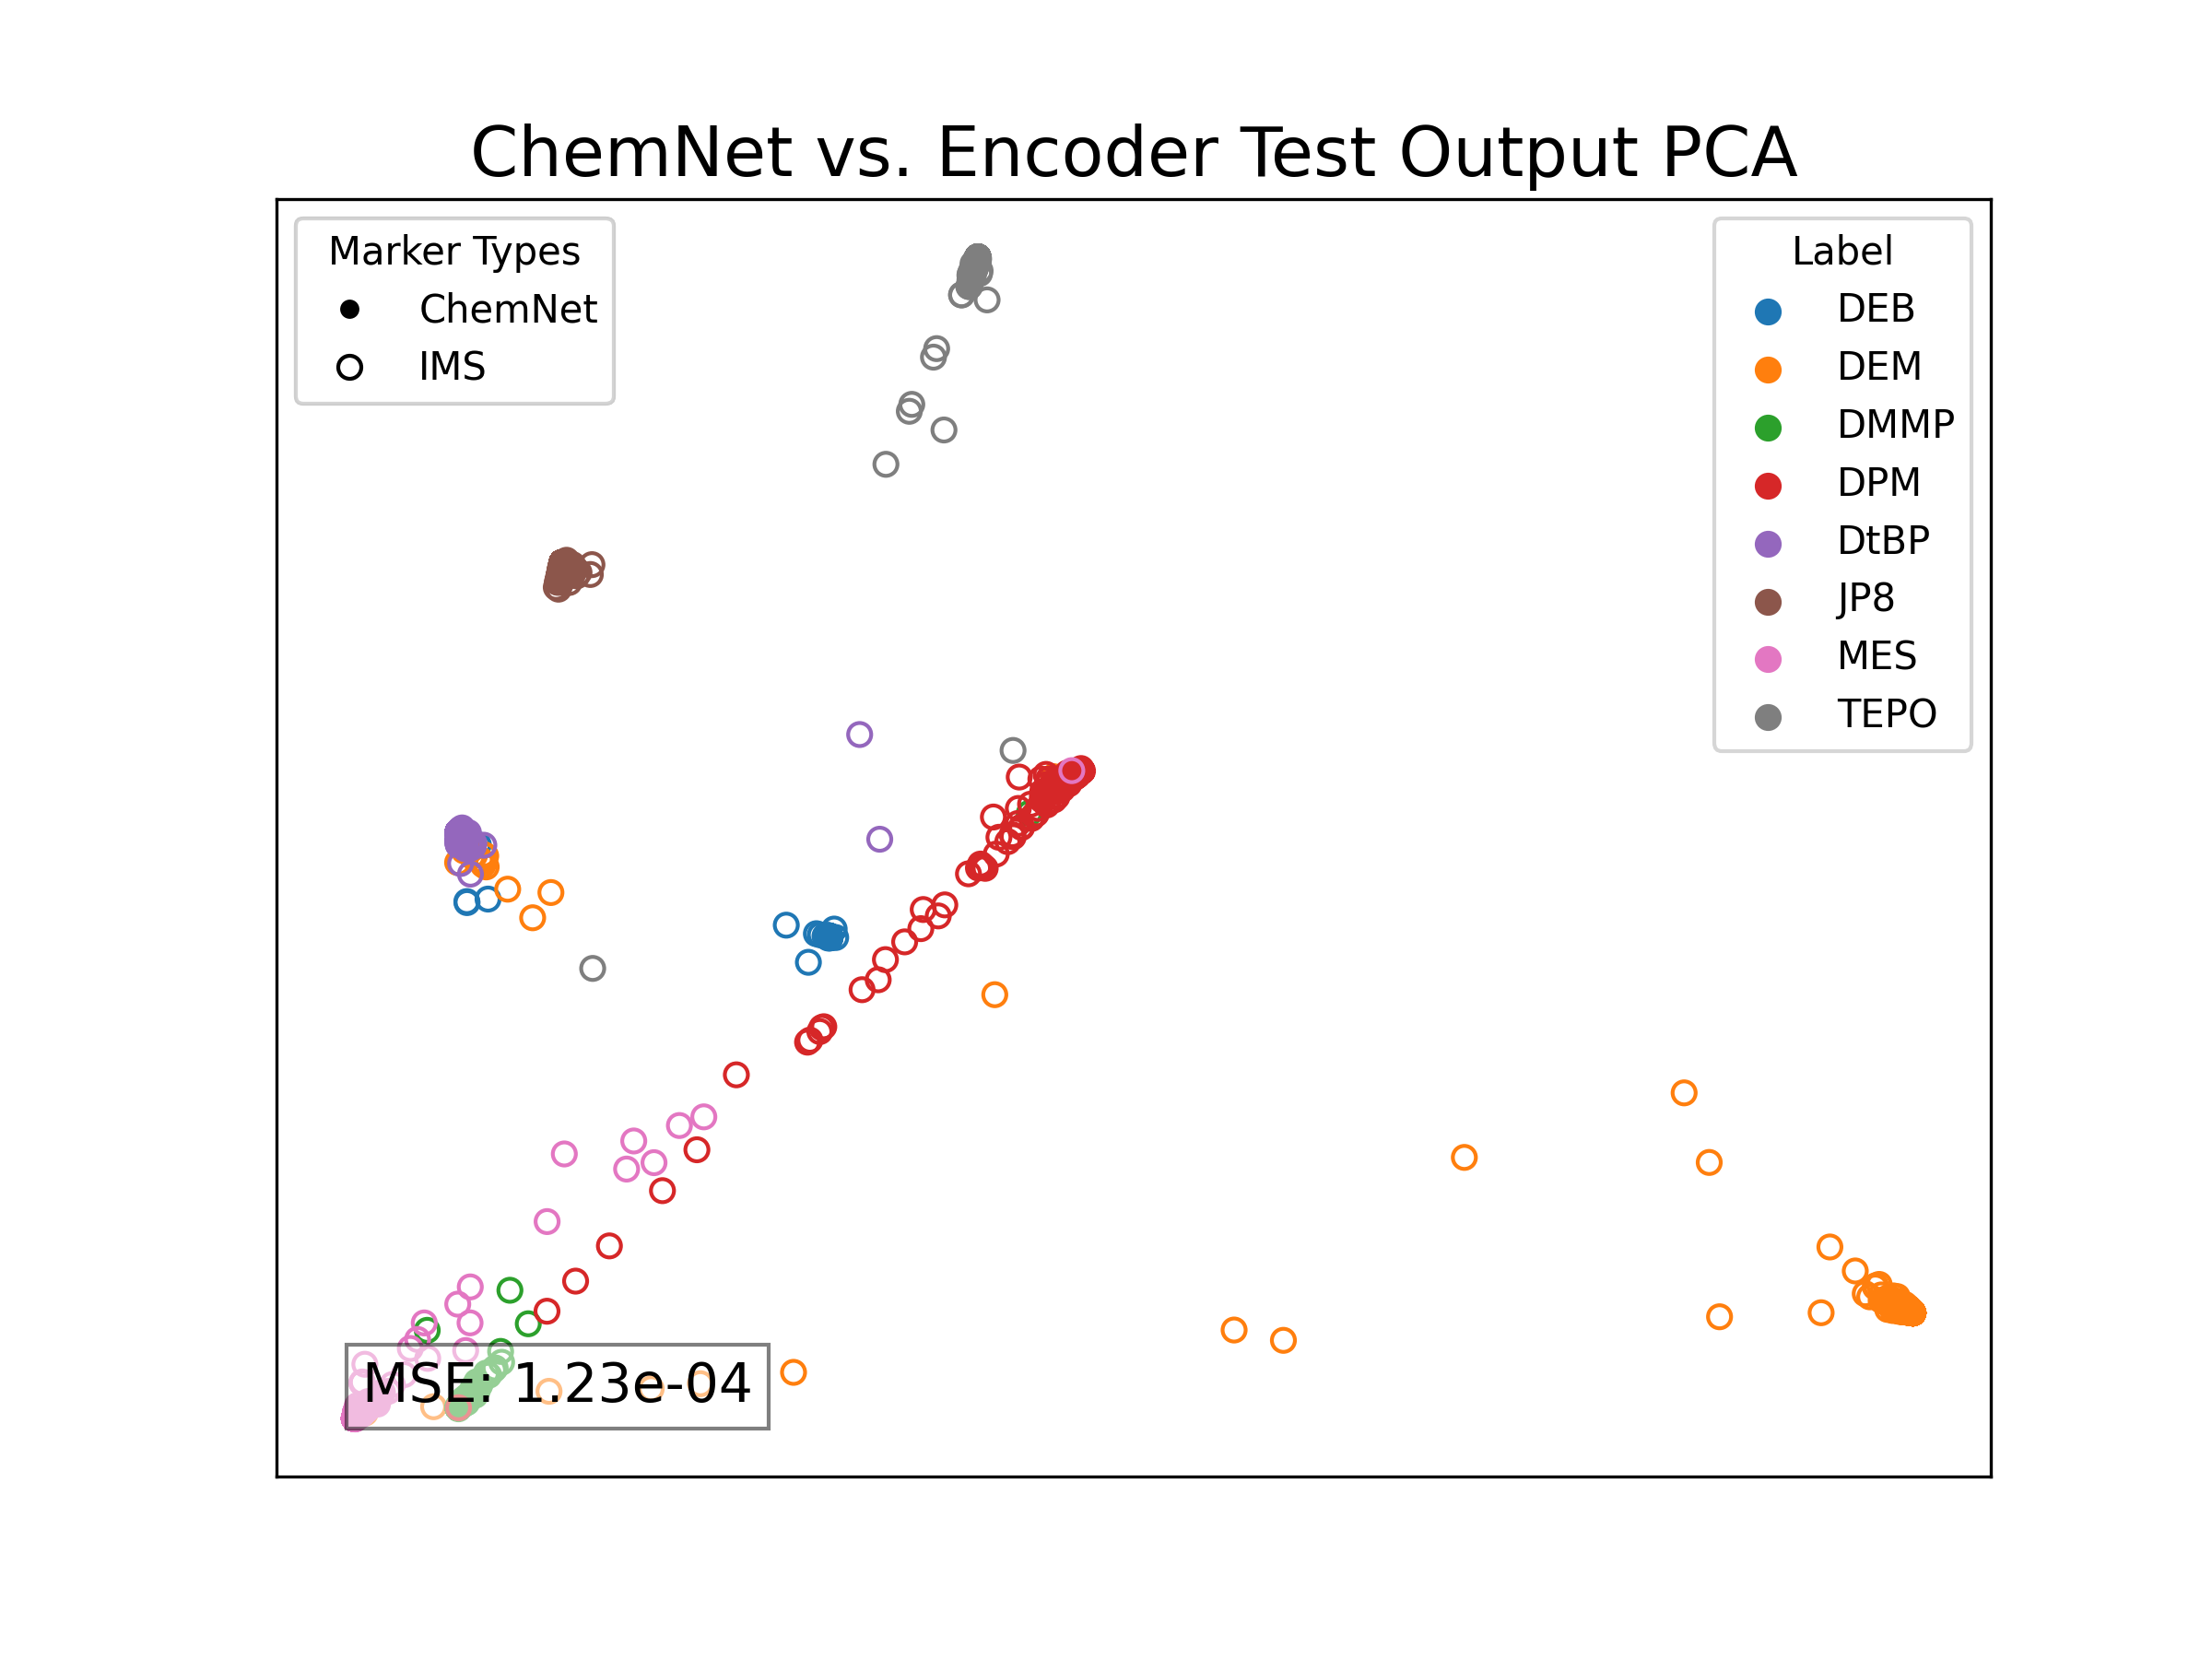 ChemNet vs. Encoder Test Output PCA
Marker Types
ChemNet
IMS
Label
DEB
DEM
DMMP
DPM
DtBP
JP8
MES
TEPO
MSE: 1.23e-04